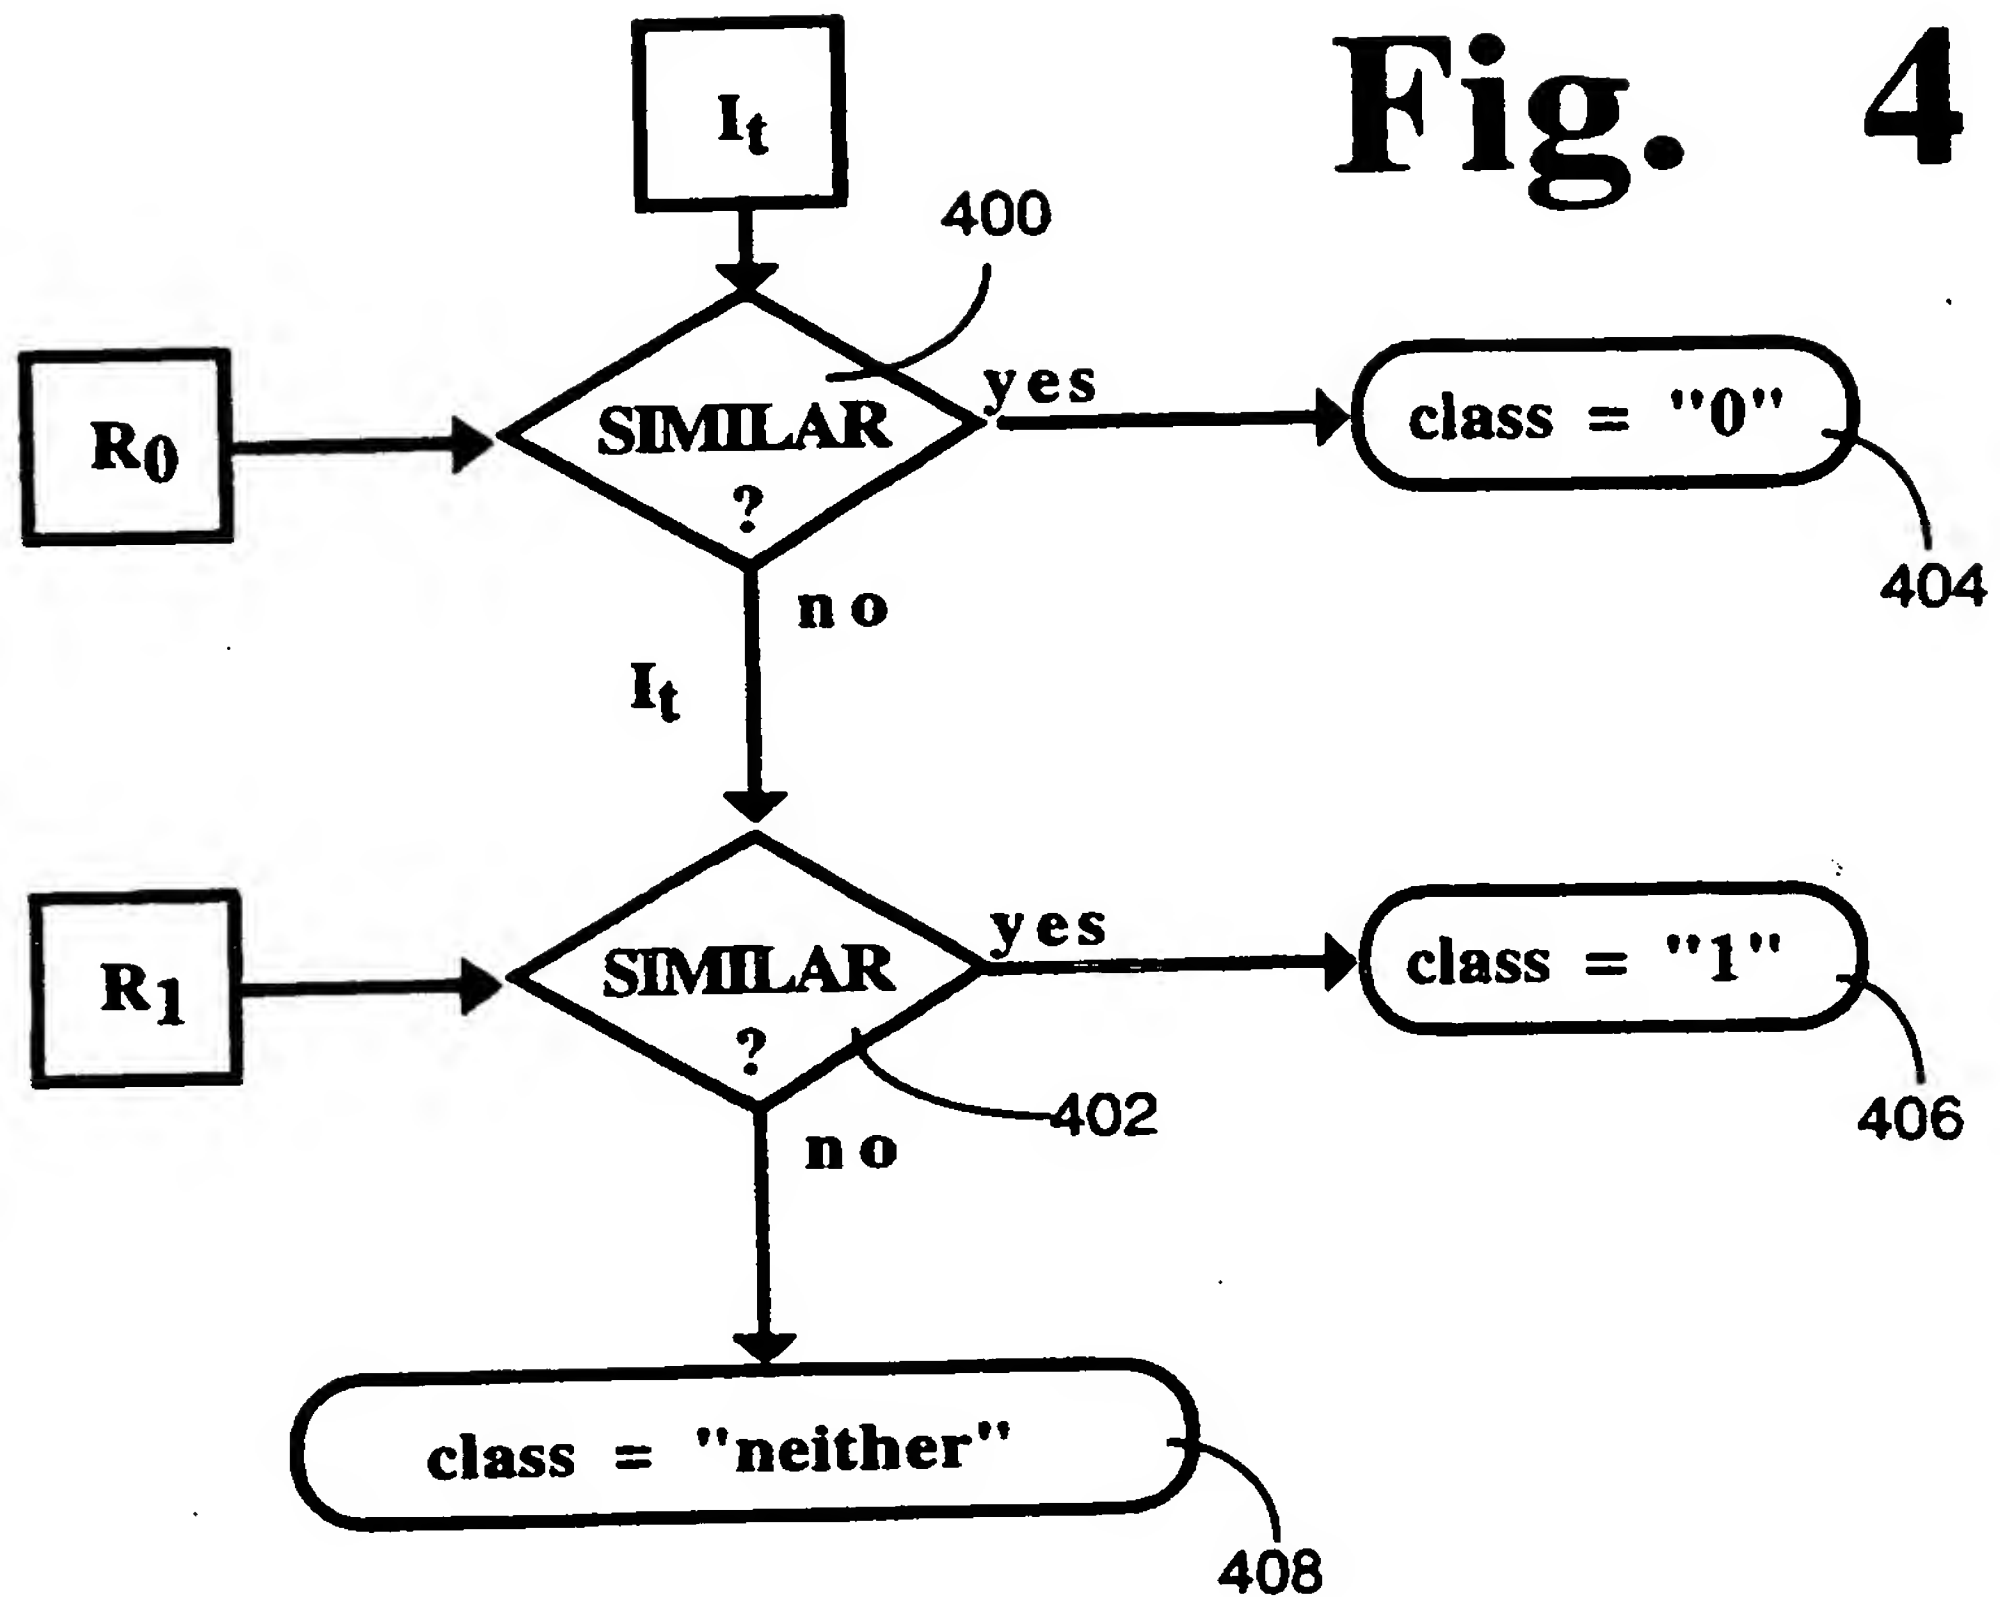 Fig. 4
It
400
R0
SIMILAR
?
yes
class = "0"
404
no
It
R1
SIMILAR
?
yes
class = "1"
402
406
no
class = "neither"
408